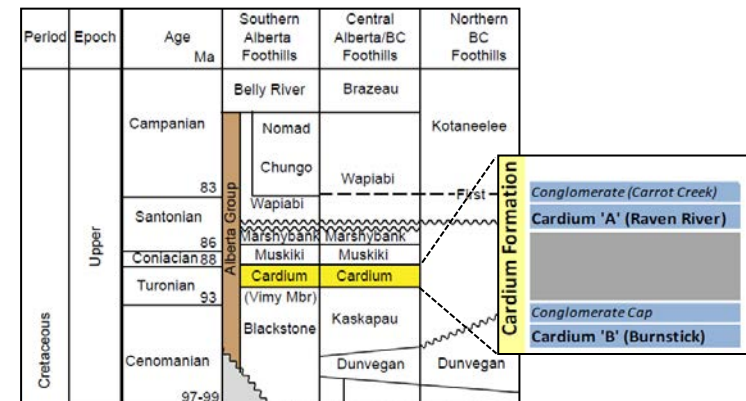 Period Epoch Age Ma Southern Alberta Foothills Central Alberta/BC Foothills Northern BC Foothills
Belly River Brazeau
Campanian Nomad Kotaneelee
Chungo
Wapiabi
83 First
Wapiabi
Santonian
Marshybank Marshybank
86
Coniacian 88 Muskiki Muskiki
Turonian Cardium Cardium
93 (Vimy Mbr)
Blackstone Kaskapau
Cenomanian Dunvegan Dunvegan
97-99
Cretaceous
Upper
Alberta Group
Cardium Formation
Conglomerate (Carrot Creek)
Cardium 'A' (Raven River)
Conglomerate Cap
Cardium 'B' (Burnstick)